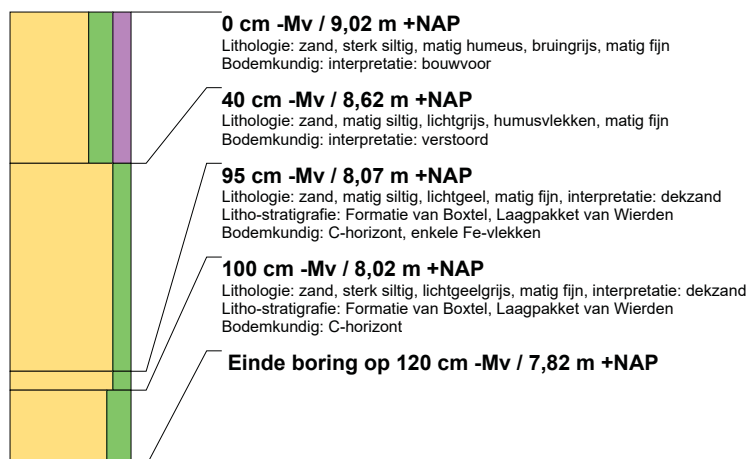 0 cm -Mv / 9,02 m +NAP
Lithologie: zand, sterk siltig, matig humeus, bruingrijs, matig fijn
Bodemkundig: interpretatie: bouwvoor
40 cm -Mv / 8,62 m +NAP
Lithologie: zand, matig siltig, lichtgrijs, humusvlekken, matig fijn
Bodemkundig: interpretatie: verstoord
95 cm -Mv / 8,07 m +NAP
Lithologie: zand, matig siltig, lichtgeel, matig fijn, interpretatie: dekzand
Litho-stratigrafie: Formatie van Boxtel, Laagpakket van Wierden
Bodemkundig: C-horizont, enkele Fe-vlekken
100 cm -Mv / 8,02 m +NAP
Lithologie: zand, sterk siltig, lichtgeelgrijs, matig fijn, interpretatie: dekzand
Litho-stratigrafie: Formatie van Boxtel, Laagpakket van Wierden
Bodemkundig: C-horizont
Einde boring op 120 cm -Mv / 7,82 m +NAP